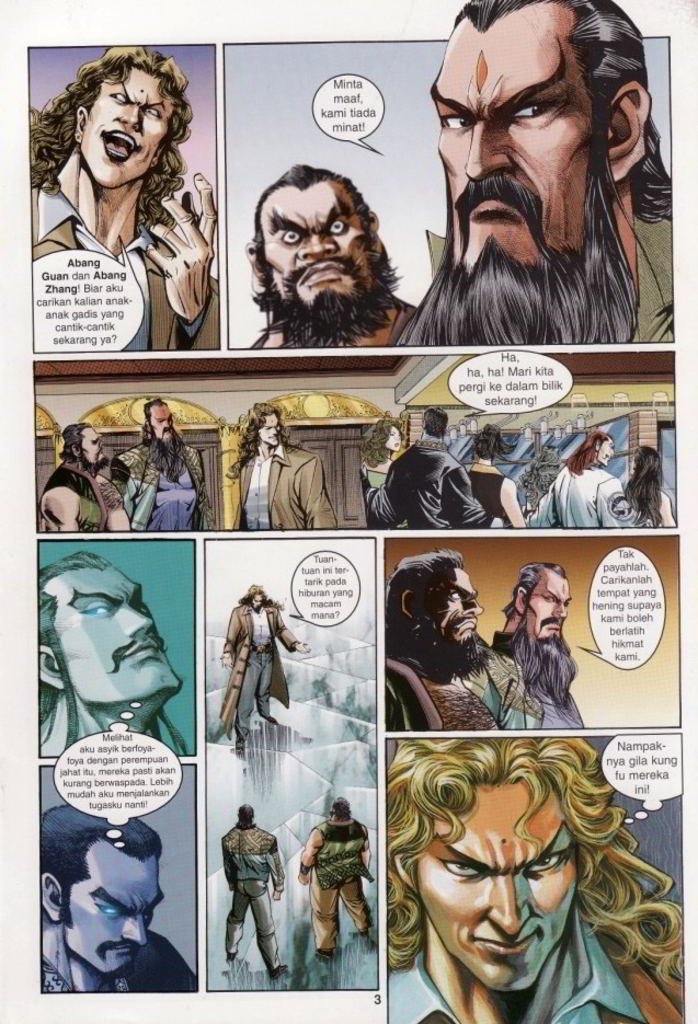 Abang
Guan dan Abang
Zhang! Biar aku
carikan kalian anak-
anak gadis yang
cantik-cantik
sekarang ya?
Minta
maaf,
kami tiada
minat!
Ha,
ha, ha! Mari kita
pergi ke dalam bilik
sekarang!
Melihat
aku asyik berfoya-
foya dengan perempuan
jahat itu, mereka pasti akan
kurang berwaspada. Lebih
mudah aku menjalankan
tugasku nanti!
Tuan-
tuan ini ter-
tarik pada
hiburan yang
macam
mana?
Tak
payahlah.
Carikanlah
tempat yang
hening supaya
kami boleh
berlatih
hikmat
kami.
Nampak-
nya gila kung
fu mereka
ini!
3